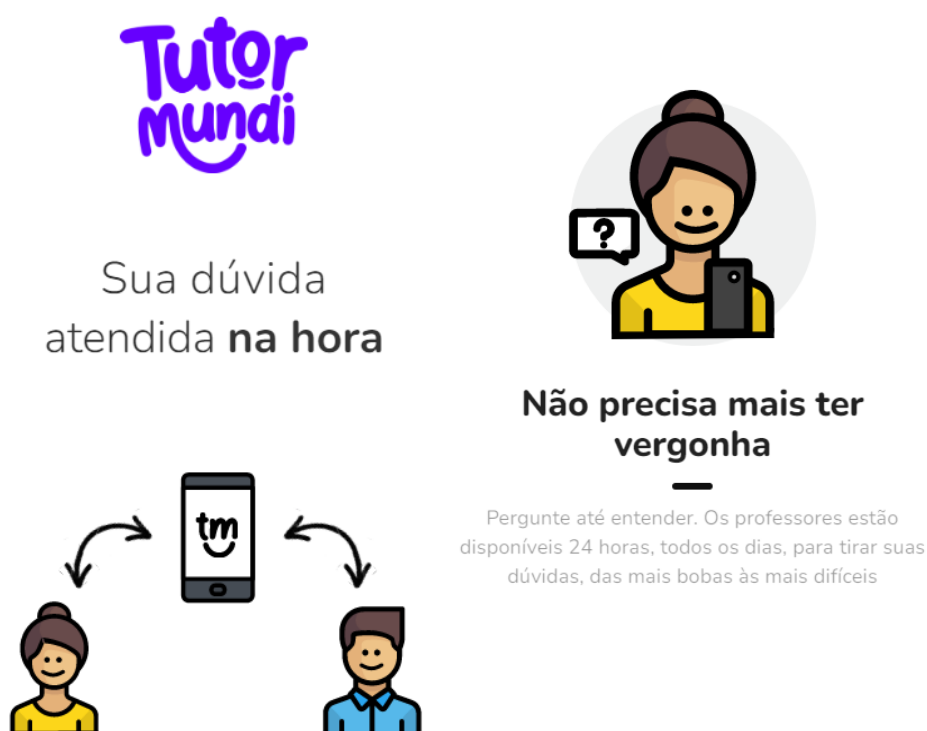 Tutor
mundi
Sua dúvida
atendida na hora
tm
?
Não precisa mais ter
vergonha
Pergunte até entender. Os professores estão
disponíveis 24 horas, todos os dias, para tirar suas
dúvidas, das mais bobas às mais difíceis